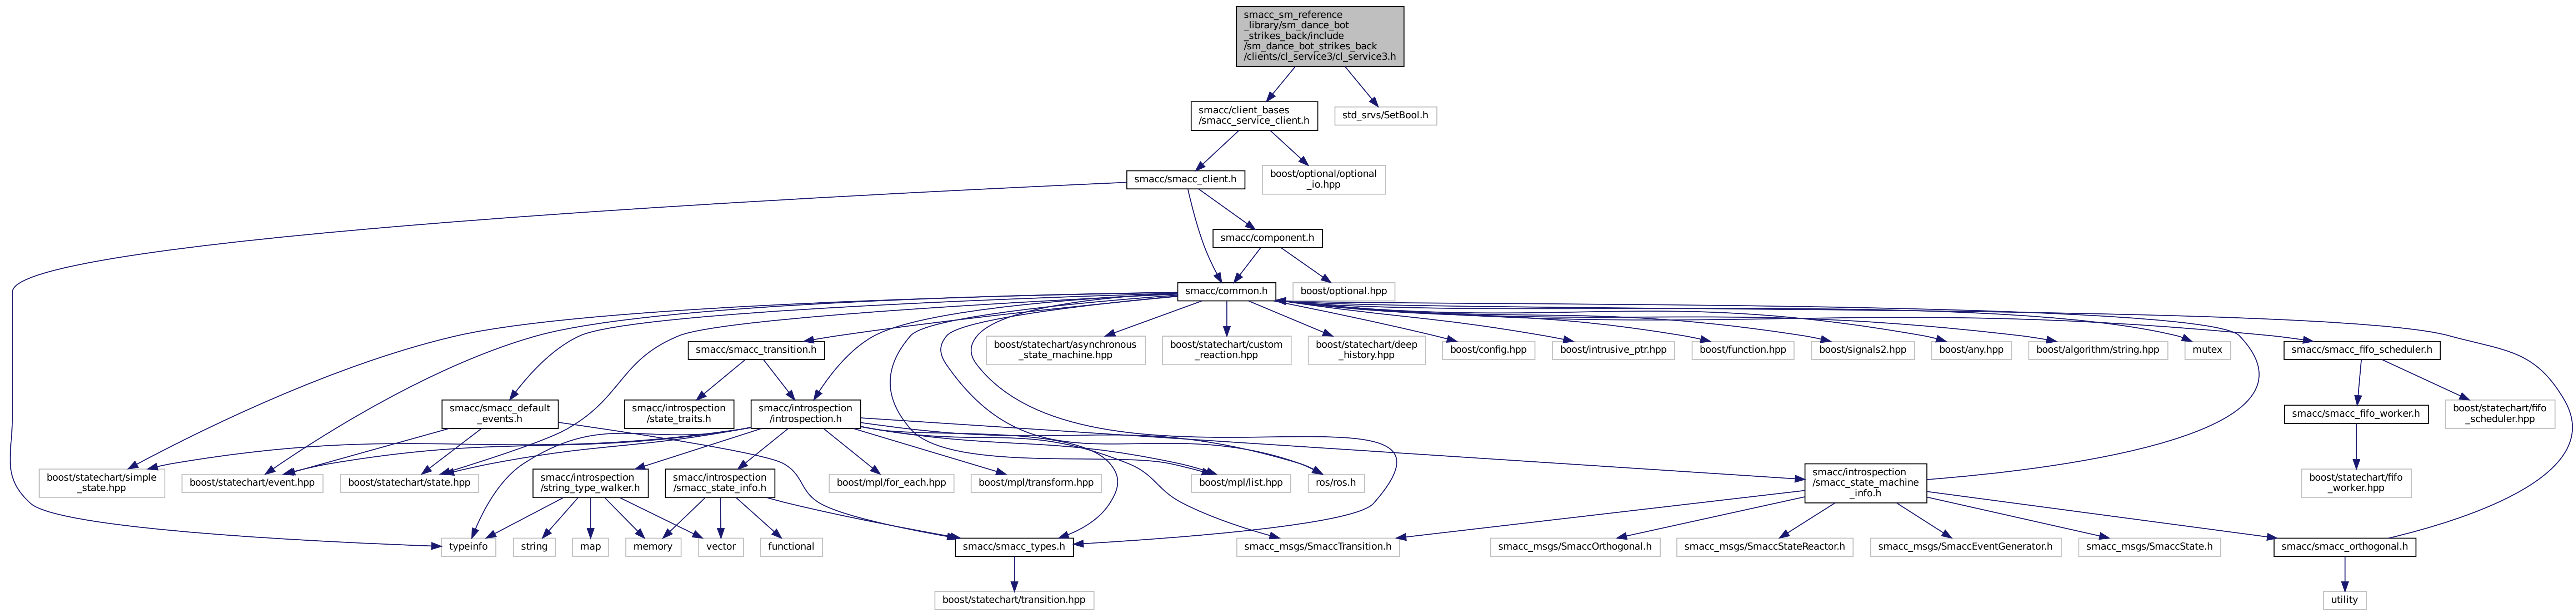 smacc_sm_reference
_library/sm_dance_bot
_strikes_back/include
/sm_dance_bot_strikes_back
/clients/cl_service3/cl_service3.h
smacc/client_bases
/smacc_service_client.h
std_srvs/SetBool.h
smacc/smacc_client.h
boost/optional/optional
_io.hpp
smacc/component.h
smacc/common.h
boost/optional.hpp
smacc/smacc_transition.h
boost/statechart/asynchronous
_state_machine.hpp
boost/statechart/custom
_reaction.hpp
boost/statechart/deep
_history.hpp
boost/config.hpp
boost/intrusive_ptr.hpp
boost/function.hpp
boost/signals2.hpp
boost/any.hpp
boost/algorithm/string.hpp
mutex
smacc/smacc_fifo_scheduler.h
smacc/smacc_default
_events.h
smacc/introspection
/state_traits.h
smacc/introspection
/introspection.h
smacc/smacc_fifo_worker.h
boost/statechart/fifo
_scheduler.hpp
boost/statechart/simple
_state.hpp
boost/statechart/event.hpp
boost/statechart/state.hpp
smacc/introspection
/string_type_walker.h
smacc/introspection
/smacc_state_info.h
boost/mpl/for_each.hpp
boost/mpl/transform.hpp
boost/mpl/list.hpp
ros/ros.h
smacc/introspection
/smacc_state_machine
_info.h
boost/statechart/fifo
_worker.hpp
typeinfo
string
map
memory
vector
functional
smacc/smacc_types.h
smacc_msgs/SmaccTransition.h
smacc_msgs/SmaccOrthogonal.h
smacc_msgs/SmaccStateReactor.h
smacc_msgs/SmaccEventGenerator.h
smacc_msgs/SmaccState.h
smacc/smacc_orthogonal.h
boost/statechart/transition.hpp
utility